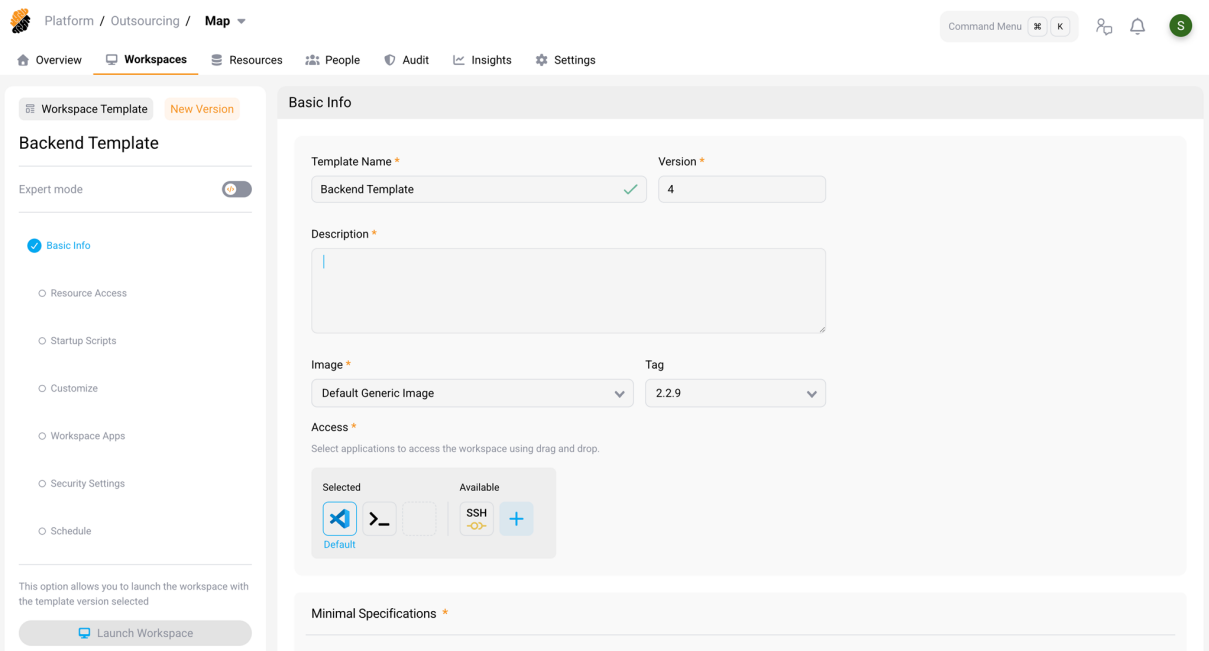 Platform / Outsourcing / Map
Command Menu ⌘ K
S
Overview Workspaces Resources People Audit Insights Settings
Workspace Template New Version
Backend Template
Expert mode
Basic Info
Resource Access
Startup Scripts
Customize
Workspace Apps
Security Settings
Schedule
This option allows you to launch the workspace with
the template version selected
Launch Workspace
Basic Info
Template Name * Version *
Backend Template 4
Description *
Image * Tag
Default Generic Image 2.2.9
Access *
Select applications to access the workspace using drag and drop.
Selected Available
SSH
Default
Minimal Specifications *